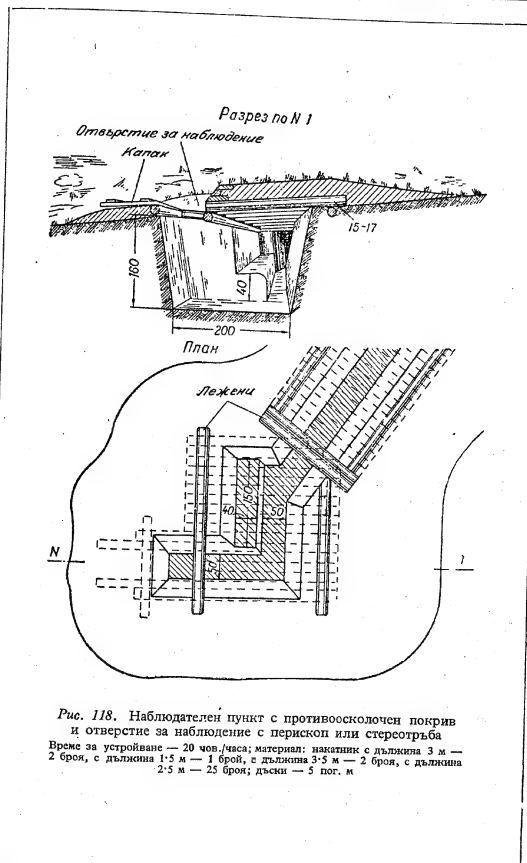 Разрез по N 1
Отвърстие за наблюдение
Капак
15-17
160
40
200
План
Лежени
150
40
50
50
N
1
Рис. 118. Наблюдателен пункт с противоосколочен покрив
и отверстие за наблюдение с перископ или стереотръба
Време за устройване — 20 чов./часа; материал: накатник с дължина 3 м —
2 броя, с дължина 1·5 м — 1 брой, с дължина 3·5 м — 2 броя, с дължина
2·5 м — 25 броя; дъски — 5 пог. м